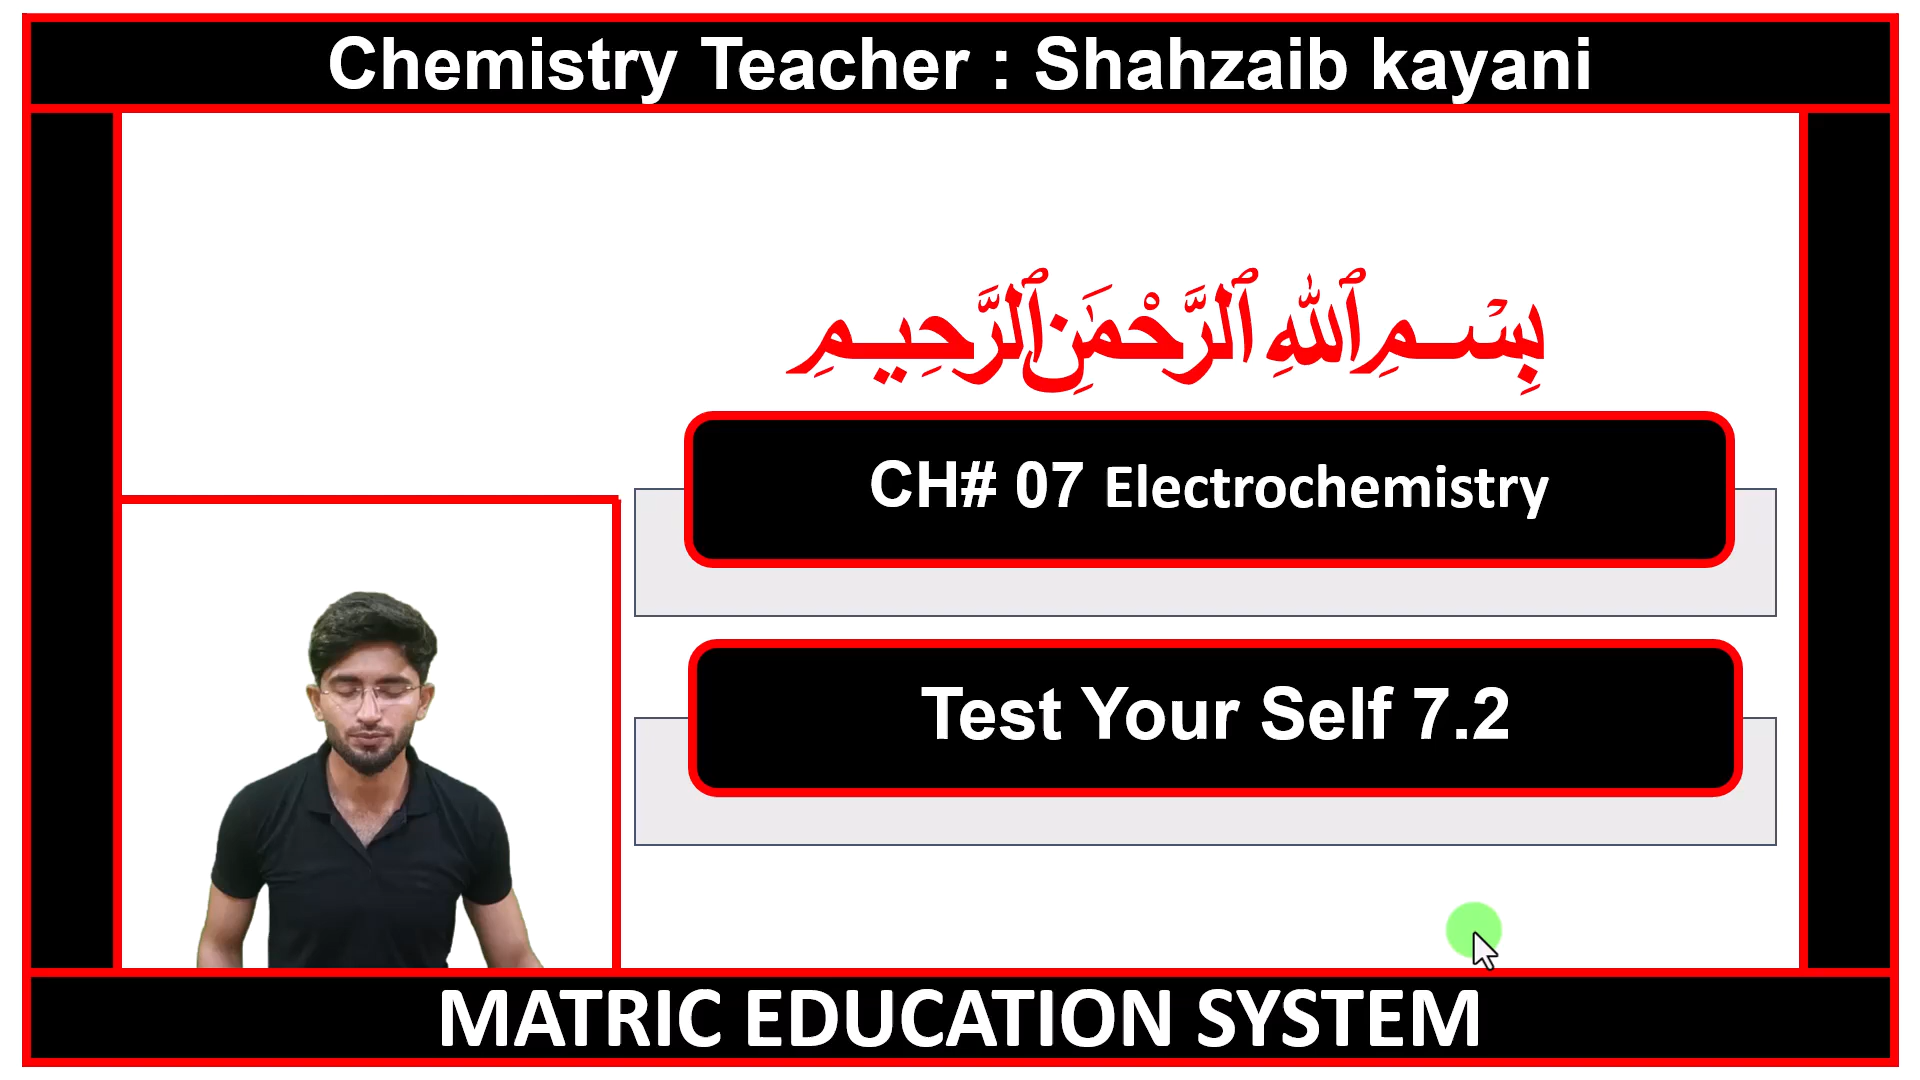 Chemistry Teacher : Shahzaib kayani
بِسْمِ ٱللَّهِ ٱلرَّحْمَٰنِ ٱلرَّحِيمِ
CH# 07 Electrochemistry
Test Your Self 7.2
MATRIC EDUCATION SYSTEM